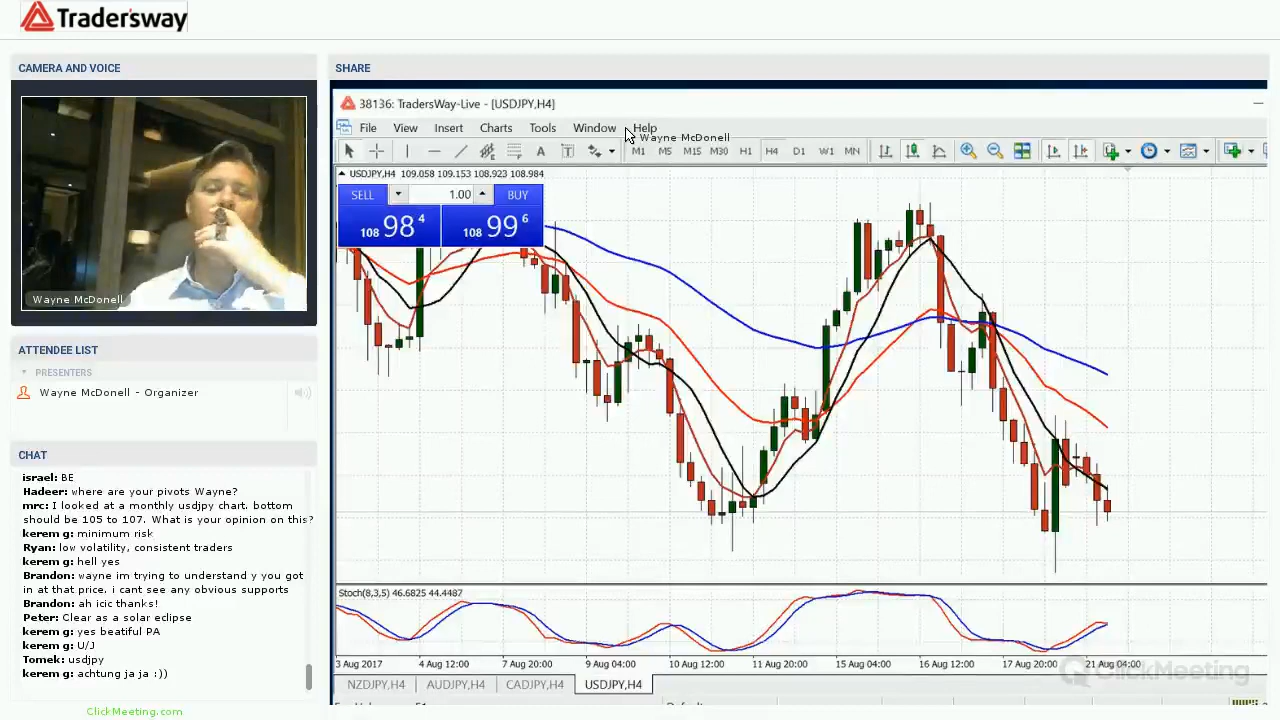 Trader'sway
CAMERA AND VOICE
SHARE
Wayne McDonell
ATTENDEE LIST
PRESENTERS
Wayne McDonell - Organizer
CHAT
israel: BE
Hadeer: where are your pivots Wayne?
mrc: I looked at a monthly usdjpy chart. bottom
should be 105 to 107. What is your opinion on this?
kerem g: minimum risk
Ryan: low volatility, consistent traders
kerem g: hell yes
Brandon: wayne im trying to understand y you got
in at that price. i cant see any obvious supports
Brandon: ah icic thanks!
Peter: Clear as a solar eclipse
kerem g: yes beatiful PA
kerem g: U/J
Tomek: usdjpy
kerem g: achtung ja ja :))
ClickMeeting.com
38136: TradersWay-Live - [USDJPY,H4]
File View Insert Charts Tools Window Help
Wayne McDonell
A T M1 M5 M15 M30 H1 H4 D1 W1 MN
USDJPY,H4 109.058 109.153 108.923 108.984
SELL 1.00 BUY
108 98 4 108 99 6
Stoch(8,3,5) 46.6825 44.4487
3 Aug 2017 4 Aug 12:00 7 Aug 20:00 9 Aug 04:00 10 Aug 12:00 11 Aug 20:00 15 Aug 04:00 16 Aug 12:00 17 Aug 20:00 21 Aug 04:00
ClickMeeting
NZDJPY,H4 AUDJPY,H4 CADJPY,H4 USDJPY,H4